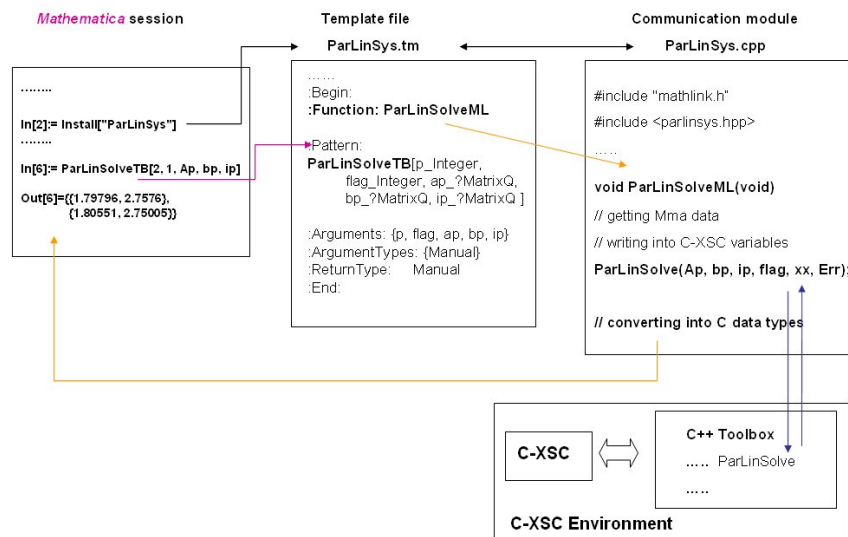 Mathematica session
........
In[2]:= Install["ParLinSys"]
........
In[6]:= ParLinSolveTB[2, 1, Ap, bp, ip]
Out[6]={{1.79796, 2.7576},
{1.80551, 2.75005}}
Template file
ParLinSys.tm
......
:Begin:
:Function: ParLinSolveML
:Pattern:
ParLinSolveTB[p_Integer,
flag_Integer, ap_?MatrixQ,
bp_?MatrixQ, ip_?MatrixQ ]
:Arguments: {p, flag, ap, bp, ip}
:ArgumentTypes: {Manual}
:ReturnType: Manual
:End:
Communication module
ParLinSys.cpp
#include "mathlink.h"
#include <parlinsys.hpp>
.....
void ParLinSolveML(void)
// getting Mma data
// writing into C-XSC variables
ParLinSolve(Ap, bp, ip, flag, xx, Err);
// converting into C data types
C-XSC
C++ Toolbox
..... ParLinSolve
.....
C-XSC Environment